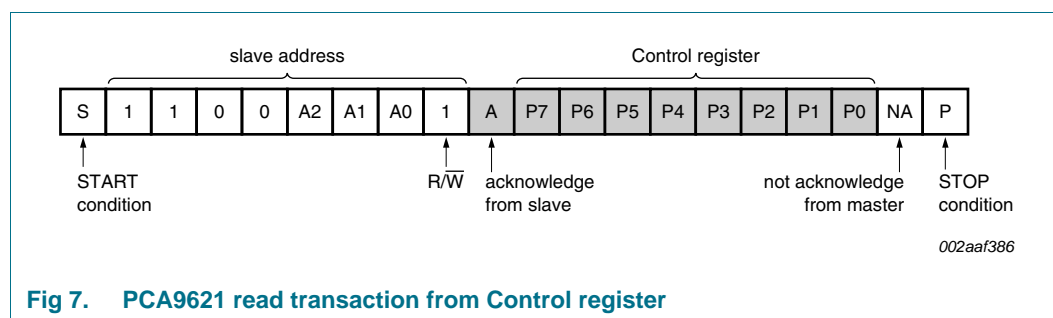 slave address Control register
S 1 1 0 0 A2 A1 A0 1 A P7 P6 P5 P4 P3 P2 P1 P0 NA P
START R/W̅ acknowledge not acknowledge STOP
condition from slave from master condition
002aaf386
Fig 7. PCA9621 read transaction from Control register